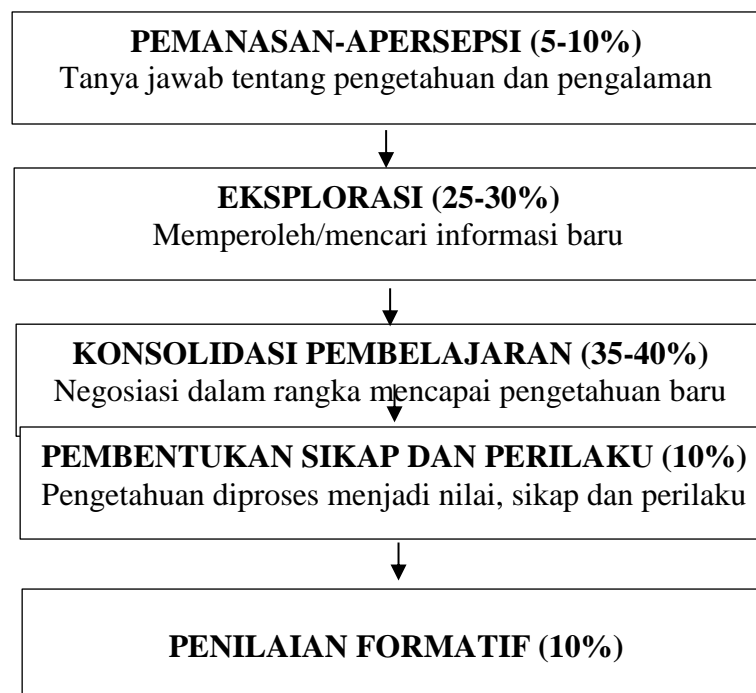 PEMANASAN-APERSEPSI (5-10%)
Tanya jawab tentang pengetahuan dan pengalaman
EKSPLORASI (25-30%)
Memperoleh/mencari informasi baru
KONSOLIDASI PEMBELAJARAN (35-40%)
Negosiasi dalam rangka mencapai pengetahuan baru
PEMBENTUKAN SIKAP DAN PERILAKU (10%)
Pengetahuan diproses menjadi nilai, sikap dan perilaku
PENILAIAN FORMATIF (10%)